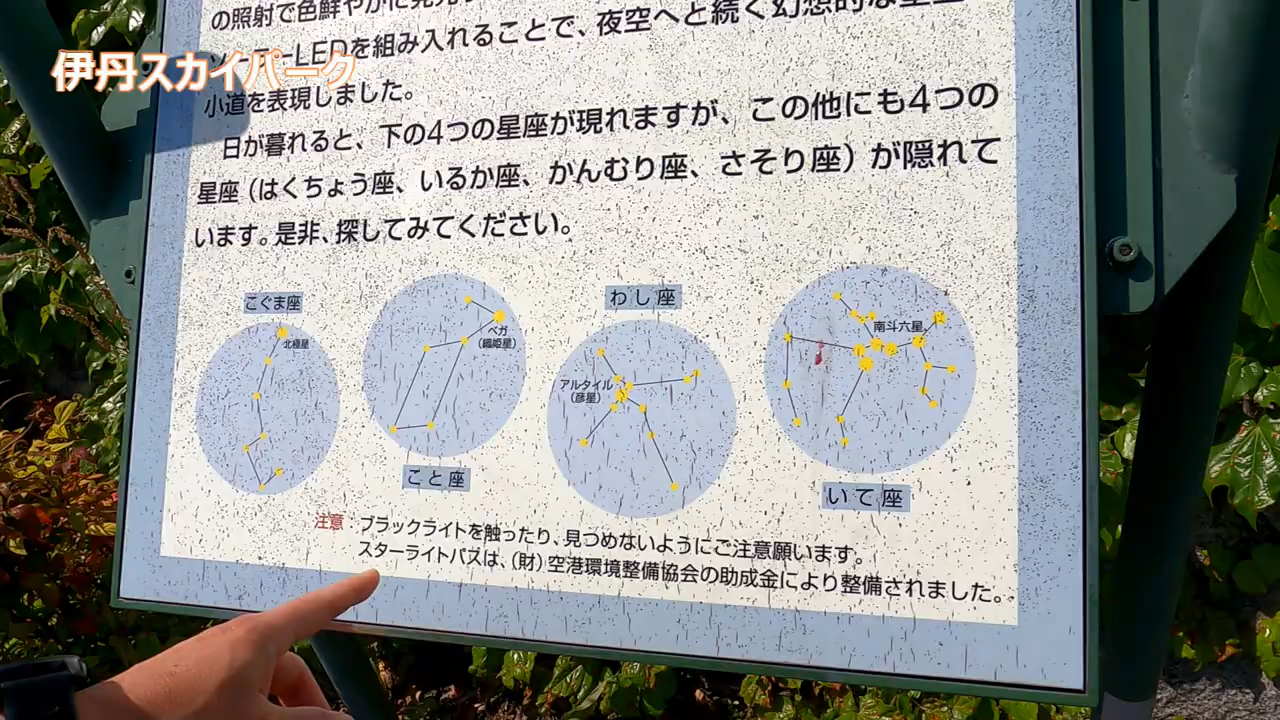 の照射で色鮮やかに発光
LEDを組み入れることで、夜空へと続く幻想的な
伊丹スカイパーク
小道を表現しました。
日が暮れると、下の4つの星座が現れますが、この他にも4つの
星座（はくちょう座、いるか座、かんむり座、さそり座）が隠れて
います。是非、探してみてください。
こぐま座
北極星
ベガ
（織姫星）
こと座
わし座
アルタイル
（彦星）
南斗六星
いて座
注意 ブラックライトを触ったり、見つめないようにご注意願います。
スターライトパスは、（財）空港環境整備協会の助成金により整備されました。